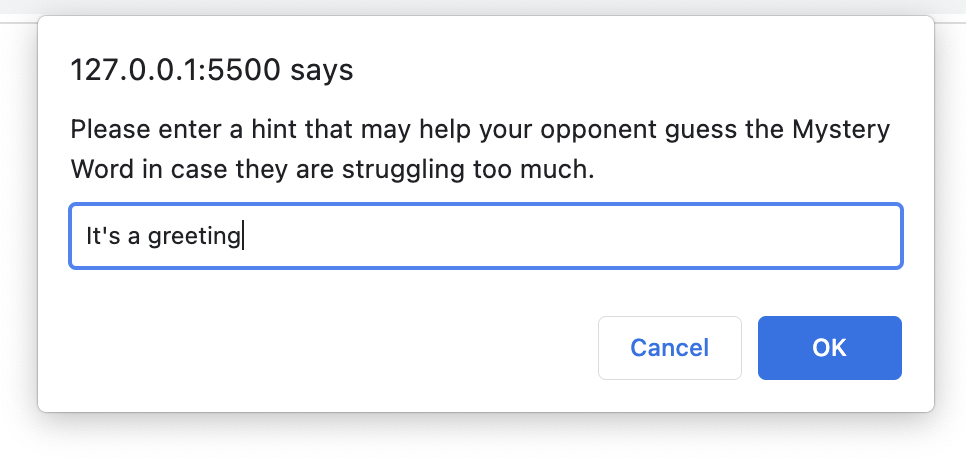 127.0.0.1:5500 says
Please enter a hint that may help your opponent guess the Mystery
Word in case they are struggling too much.
It's a greeting
Cancel OK